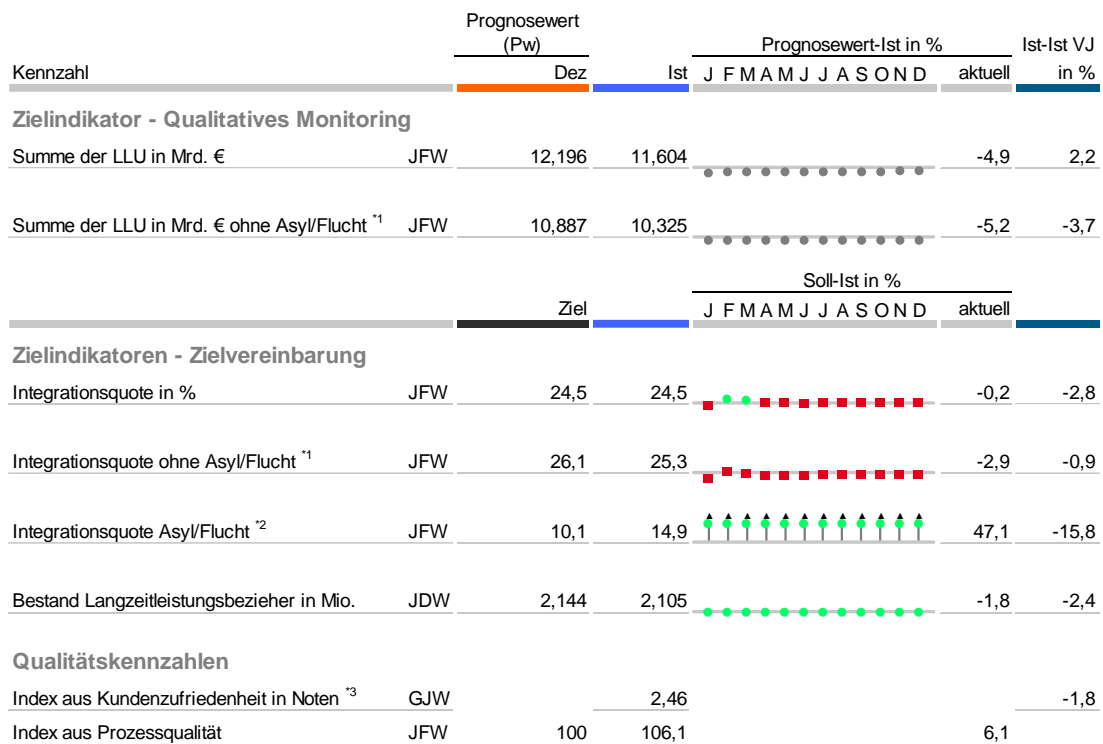 Prognosewert
(Pw) Prognosewert-Ist in % Ist-Ist VJ
Kennzahl Dez Ist J F M A M J J A S O N D aktuell in %
Zielindikator - Qualitatives Monitoring
Summe der LLU in Mrd. € JFW 12,196 11,604 -4,9 2,2
Summe der LLU in Mrd. € ohne Asyl/Flucht *1 JFW 10,887 10,325 -5,2 -3,7
Soll-Ist in %
Ziel J F M A M J J A S O N D aktuell
Zielindikatoren - Zielvereinbarung
Integrationsquote in % JFW 24,5 24,5 -0,2 -2,8
Integrationsquote ohne Asyl/Flucht *1 JFW 26,1 25,3 -2,9 -0,9
Integrationsquote Asyl/Flucht *2 JFW 10,1 14,9 47,1 -15,8
Bestand Langzeitleistungsbezieher in Mio. JDW 2,144 2,105 -1,8 -2,4
Qualitätskennzahlen
Index aus Kundenzufriedenheit in Noten *3 GJW 2,46 -1,8
Index aus Prozessqualität JFW 100 106,1 6,1